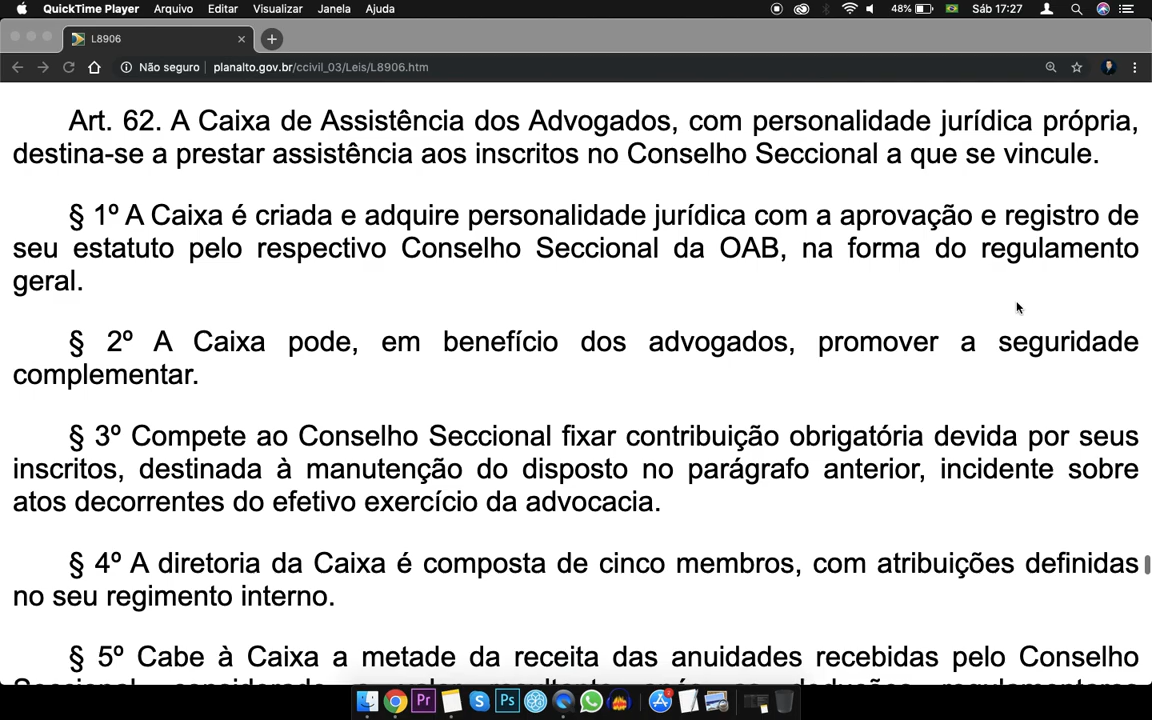 QuickTime Player Arquivo Editar Visualizar Janela Ajuda 48% Sáb 17:27
L8906
Não seguro planalto.gov.br/ccivil_03/Leis/L8906.htm
Art. 62. A Caixa de Assistência dos Advogados, com personalidade jurídica própria,
destina-se a prestar assistência aos inscritos no Conselho Seccional a que se vincule.
§ 1º A Caixa é criada e adquire personalidade jurídica com a aprovação e registro de
seu estatuto pelo respectivo Conselho Seccional da OAB, na forma do regulamento
geral.
§ 2º A Caixa pode, em benefício dos advogados, promover a seguridade
complementar.
§ 3º Compete ao Conselho Seccional fixar contribuição obrigatória devida por seus
inscritos, destinada à manutenção do disposto no parágrafo anterior, incidente sobre
atos decorrentes do efetivo exercício da advocacia.
§ 4º A diretoria da Caixa é composta de cinco membros, com atribuições definidas
no seu regimento interno.
§ 5º Cabe à Caixa a metade da receita das anuidades recebidas pelo Conselho
Pr Ps